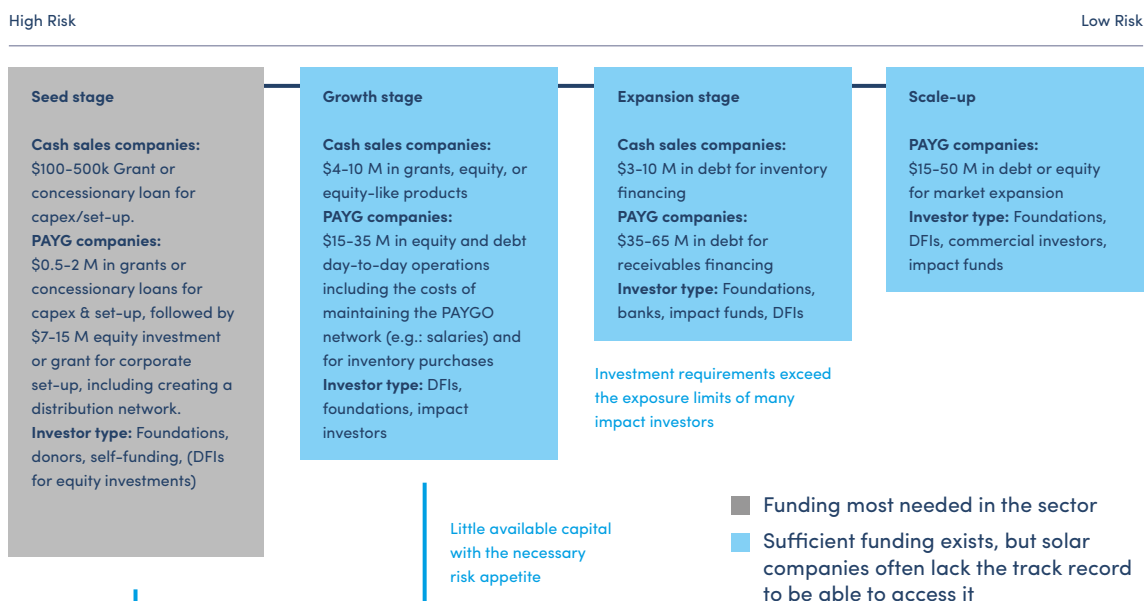 High Risk
Low Risk
Seed stage
Cash sales companies:
$100-500k Grant or
concessionary loan for
capex/set-up.
PAYG companies:
$0.5-2 M in grants or
concessionary loans for
capex & set-up, followed by
$7-15 M equity investment
or grant for corporate
set-up, including creating a
distribution network.
Investor type: Foundations,
donors, self-funding, (DFIs
for equity investments)
Growth stage
Cash sales companies:
$4-10 M in grants, equity, or
equity-like products
PAYG companies:
$15-35 M in equity and debt
day-to-day operations
including the costs of
maintaining the PAYGO
network (e.g.: salaries) and
for inventory purchases
Investor type: DFIs,
foundations, impact
investors
Little available capital
with the necessary
risk appetite
Expansion stage
Cash sales companies:
$3-10 M in debt for inventory
financing
PAYG companies:
$35-65 M in debt for
receivables financing
Investor type: Foundations,
banks, impact funds, DFIs
Investment requirements exceed
the exposure limits of many
impact investors
Scale-up
PAYG companies:
$15-50 M in debt or equity
for market expansion
Investor type: Foundations,
DFIs, commercial investors,
impact funds
Funding most needed in the sector
Sufficient funding exists, but solar
companies often lack the track record
to be able to access it